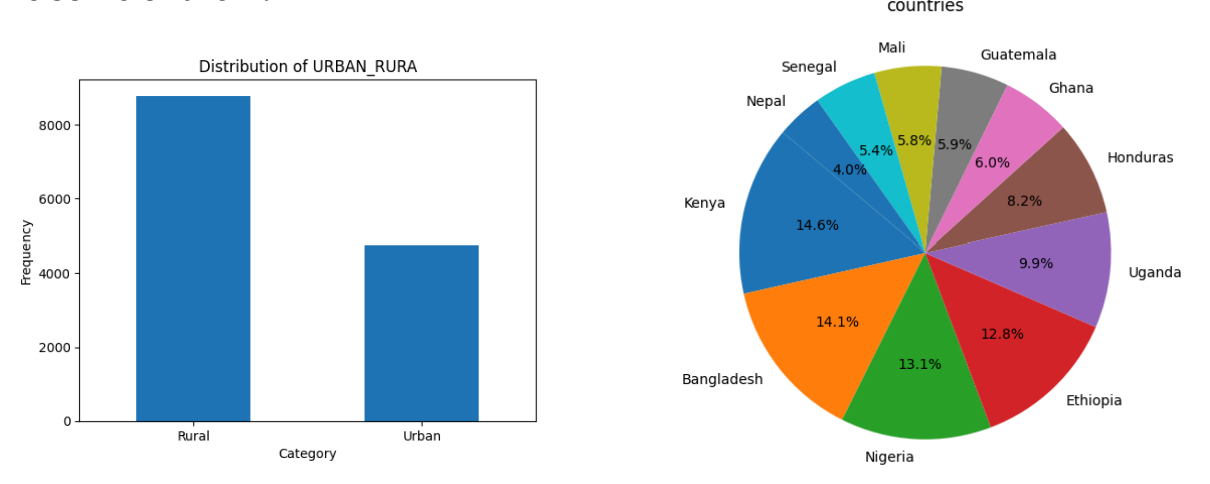 Distribution of URBAN_RURA
8000
6000
4000
2000
0
Frequency
Rural
Urban
Category
countries
Mali
Guatemala
Senegal
Ghana
Nepal
Honduras
Kenya
Uganda
Bangladesh
Ethiopia
Nigeria
5.8%
5.9%
5.4%
6.0%
4.0%
8.2%
14.6%
9.9%
14.1%
12.8%
13.1%